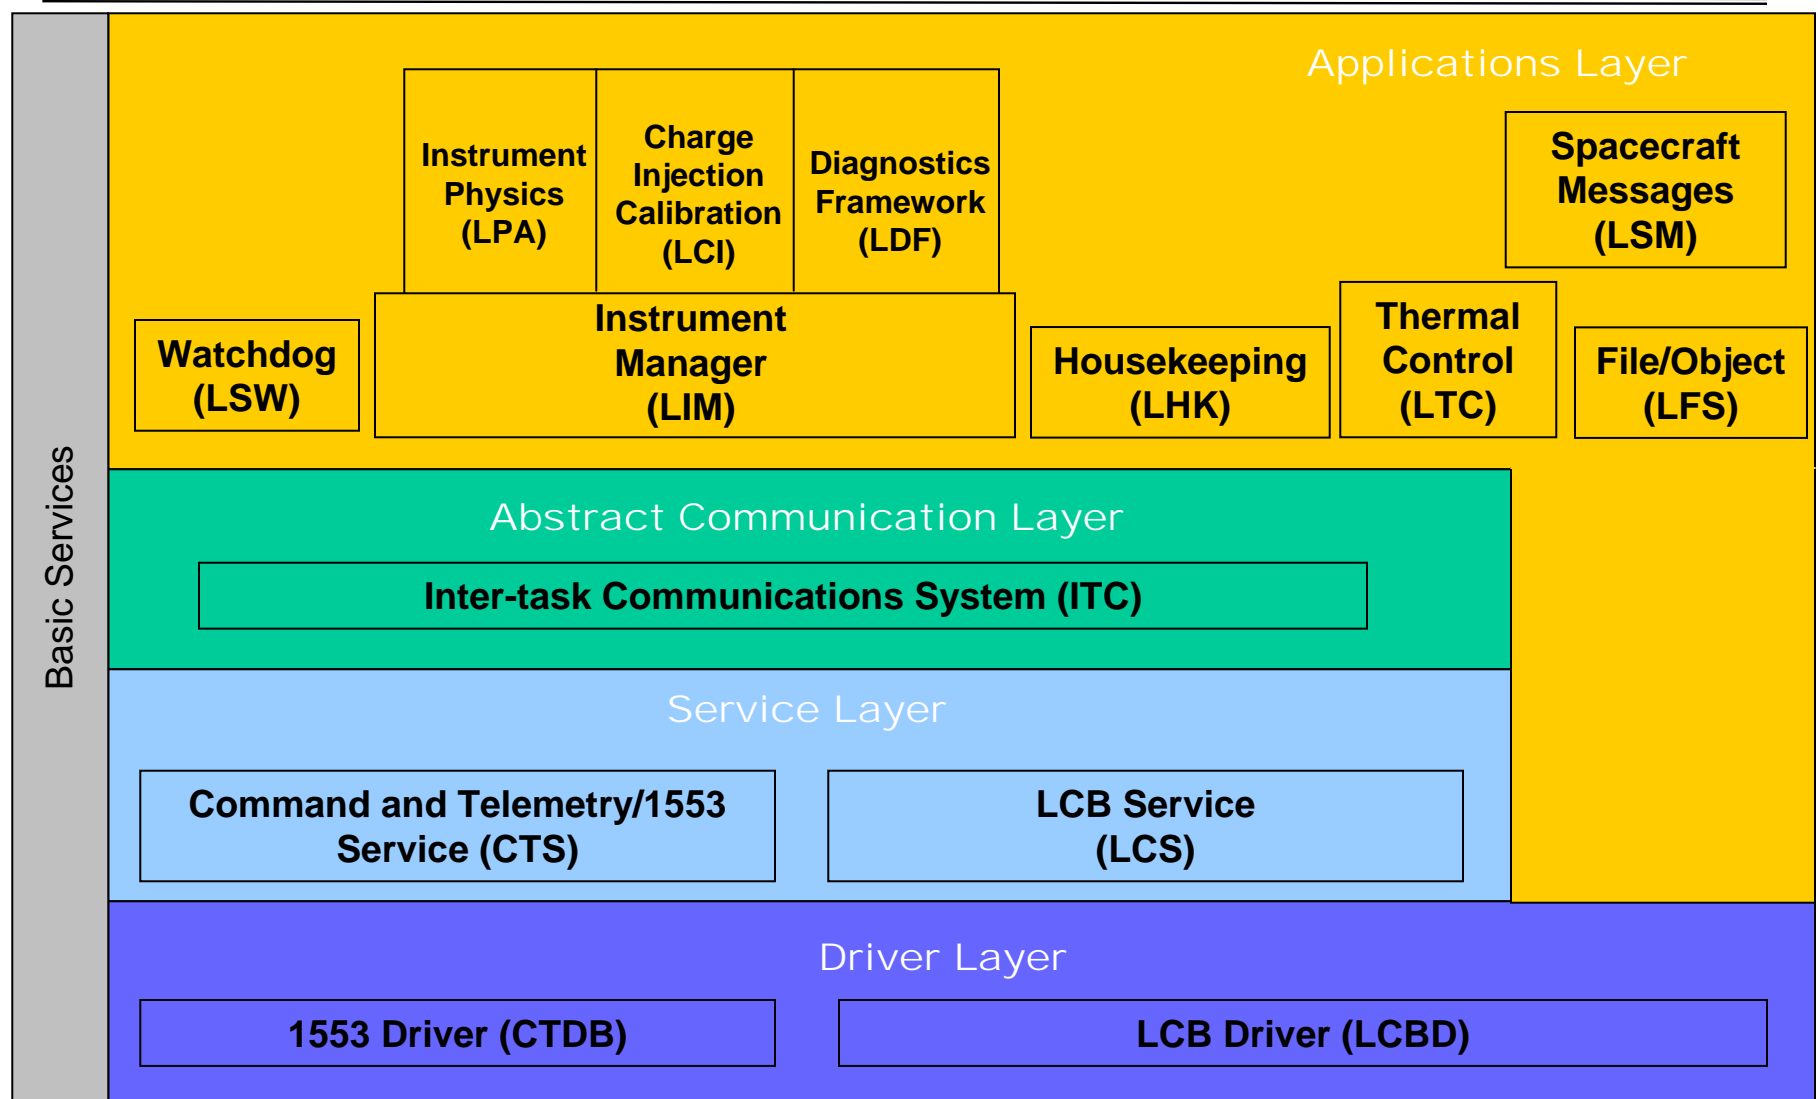 Basic Services
Applications Layer
Instrument
Physics
(LPA)
Charge
Injection
Calibration
(LCI)
Diagnostics
Framework
(LDF)
Spacecraft
Messages
(LSM)
Watchdog
(LSW)
Instrument
Manager
(LIM)
Housekeeping
(LHK)
Thermal
Control
(LTC)
File/Object
(LFS)
Abstract Communication Layer
Inter-task Communications System (ITC)
Service Layer
Command and Telemetry/1553
Service (CTS)
LCB Service
(LCS)
Driver Layer
1553 Driver (CTDB)
LCB Driver (LCBD)